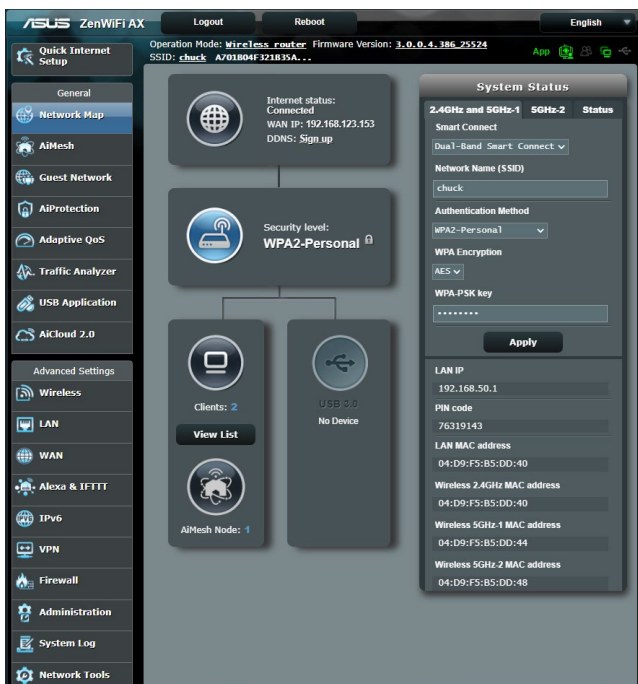 ASUS ZenWiFi AX
Logout
Reboot
English
Quick Internet
Setup
Operation Mode: Wireless router Firmware Version: 3.0.0.4.386_25524
SSID: chuck A701B04F321B35A...
App
General
Network Map
AiMesh
Guest Network
AiProtection
Adaptive QoS
Traffic Analyzer
USB Application
AiCloud 2.0
Advanced Settings
Wireless
LAN
WAN
Alexa & IFTTT
IPv6
VPN
Firewall
Administration
System Log
Network Tools
Internet status:
Connected
WAN IP: 192.168.123.153
DDNS: Sign up
Security level:
WPA2-Personal
Clients: 2
View List
AiMesh Node: 1
USB 3.0
No Device
System Status
2.4GHz and 5GHz-1 5GHz-2 Status
Smart Connect
Dual-Band Smart Connect
Network Name (SSID)
chuck
Authentication Method
WPA2-Personal
WPA Encryption
AES
WPA-PSK key
••••••••
Apply
LAN IP
192.168.50.1
PIN code
76319143
LAN MAC address
04:D9:F5:B5:DD:40
Wireless 2.4GHz MAC address
04:D9:F5:B5:DD:40
Wireless 5GHz-1 MAC address
04:D9:F5:B5:DD:44
Wireless 5GHz-2 MAC address
04:D9:F5:B5:DD:48